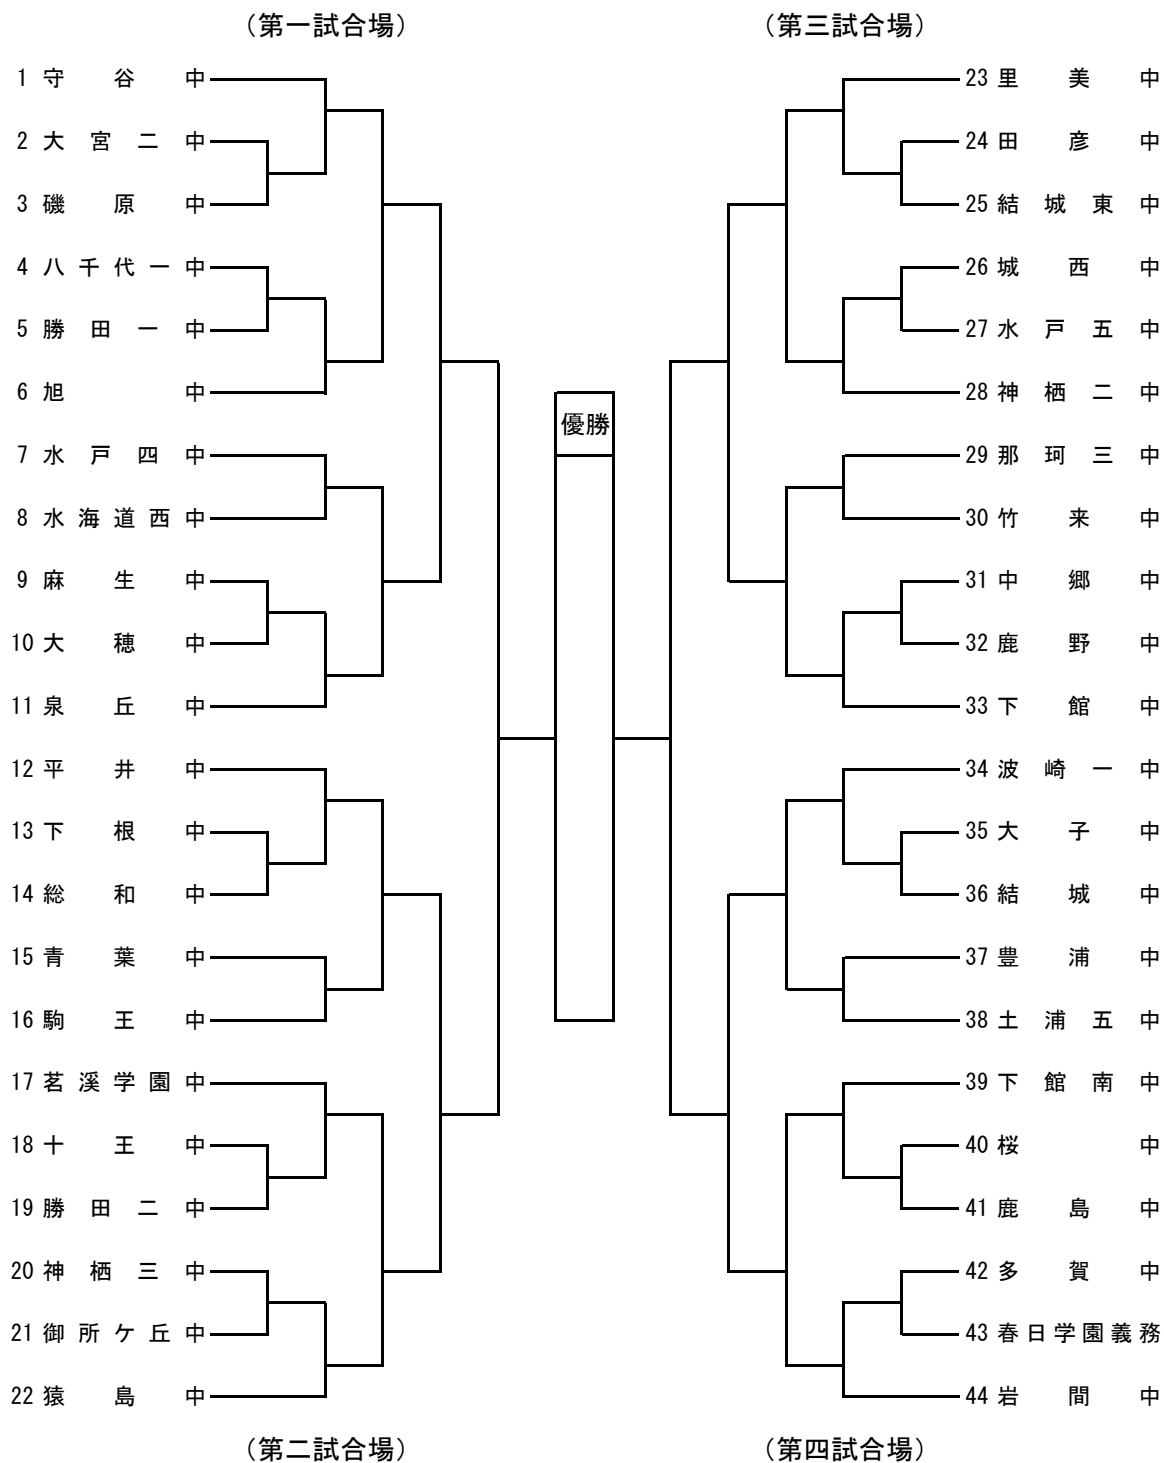 （第一試合場）
1 守谷中
2 大宮二中
3 磯原中
4 八千代一中
5 勝田一中
6 旭中
7 水戸四中
8 水海道西中
9 麻生中
10 大穂中
11 泉丘中
12 平井中
13 下根中
14 総和中
15 青葉中
16 駒王中
17 茗溪学園中
18 十王中
19 勝田二中
20 神栖三中
21 御所ケ丘中
22 猿島中
（第二試合場）
優勝
（第三試合場）
23 里美中
24 田彦中
25 結城東中
26 城西中
27 水戸五中
28 神栖二中
29 那珂三中
30 竹来中
31 中郷中
32 鹿野中
33 下館中
34 波崎一中
35 大子中
36 結城中
37 豊浦中
38 土浦五中
39 下館南中
40 桜中
41 鹿島中
42 多賀中
43 春日学園義務
44 岩間中
（第四試合場）